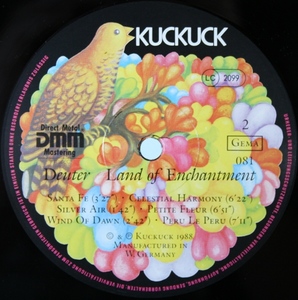 KUCKUCK
LC 2099
Direct Metal
DMM
Mastering
2
GEMA
081
Deuter Land of Enchantment
SANTA FE (3'27") · CELESTIAL HARMONY (6'22")
SILVER AIR (1'42") · PETITE FLEUR (6'51")
WIND OF DAWN (2'42") · PERU LE PERU (7'11")
℗ © KUCKUCK 1988
MANUFACTURED IN
W. GERMANY